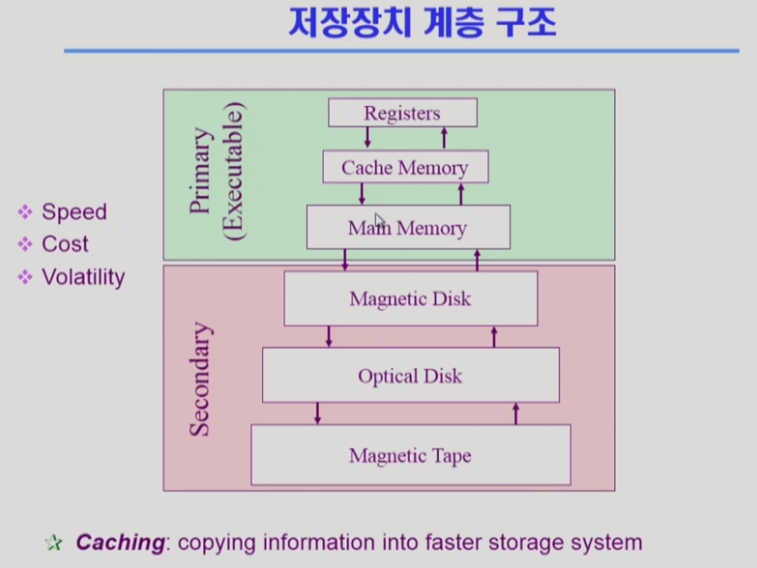 저장장치 계층 구조
Primary
(Executable)
Registers
Cache Memory
Main Memory
❖ Speed
❖ Cost
❖ Volatility
Secondary
Magnetic Disk
Optical Disk
Magnetic Tape
☆ Caching: copying information into faster storage system